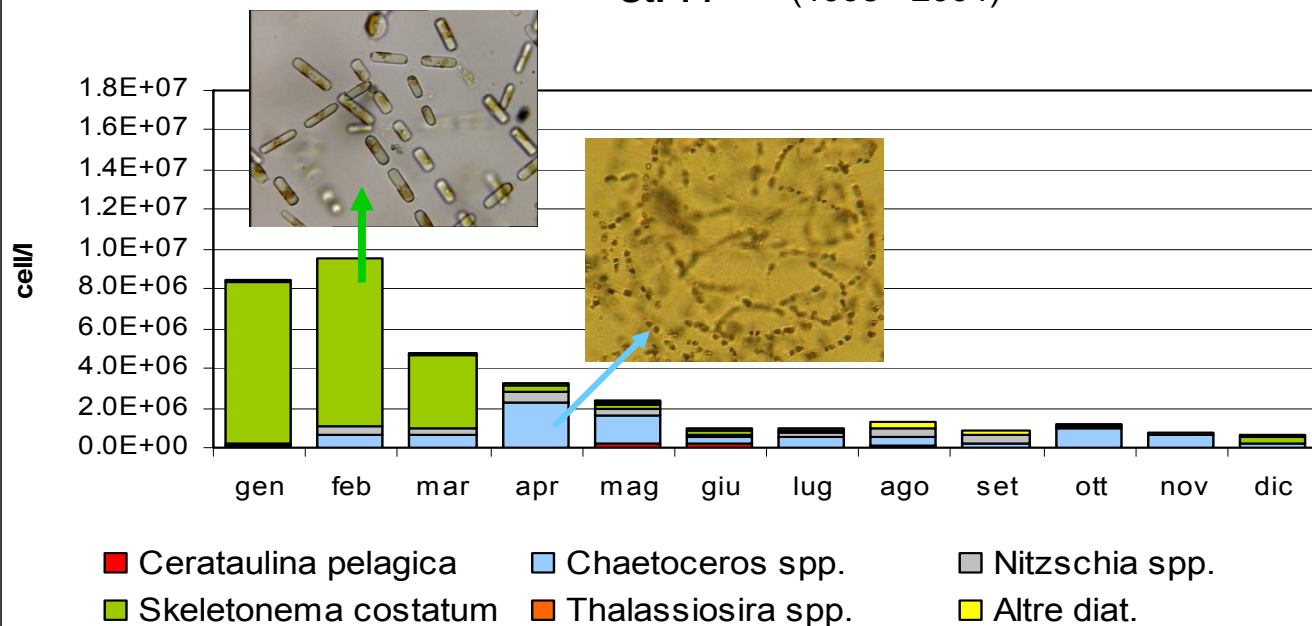 1.8E+07
1.6E+07
1.4E+07
1.2E+07
1.0E+07
8.0E+06
6.0E+06
4.0E+06
2.0E+06
0.0E+00
cell/l
gen feb mar apr mag giu lug ago set ott nov dic
Cerataulina pelagica Chaetoceros spp. Nitzschia spp.
Skeletonema costatum Thalassiosira spp. Altre diat.